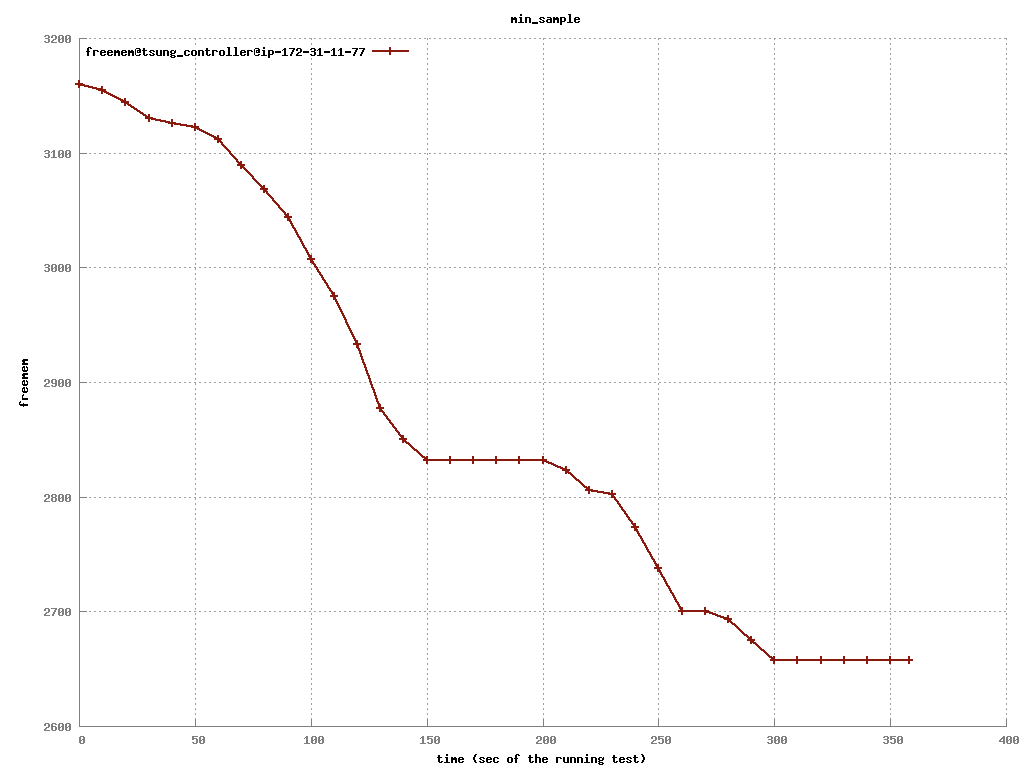 min_sample
3200
freemem@tsung_controller@ip-172-31-11-77
3100
3000
2900
freemem
2800
2700
2600
0 50 100 150 200 250 300 350 400
time (sec of the running test)